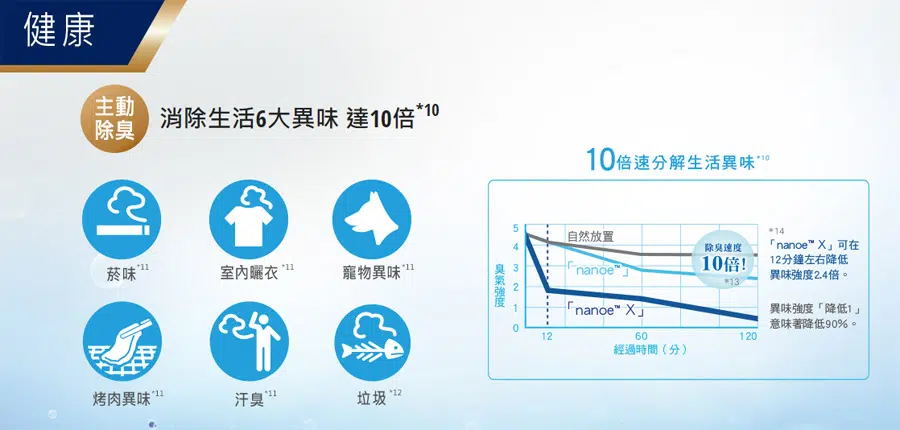 健康
主動
除臭
消除生活6大異味 達10倍*10
菸味*11
室內曬衣*11
寵物異味*11
烤肉異味*11
汗臭*11
垃圾*12
10倍速分解生活異味*10
臭氣強度
5
4
3
2
1
0
自然放置
「nanoe™」
「nanoe™ X」
除臭速度
10倍!
*13
12
60
120
經過時間（分）
*14
「nanoe™ X」可在
12分鐘左右降低
異味強度2.4倍。
異味強度「降低1」
意味著降低90%。